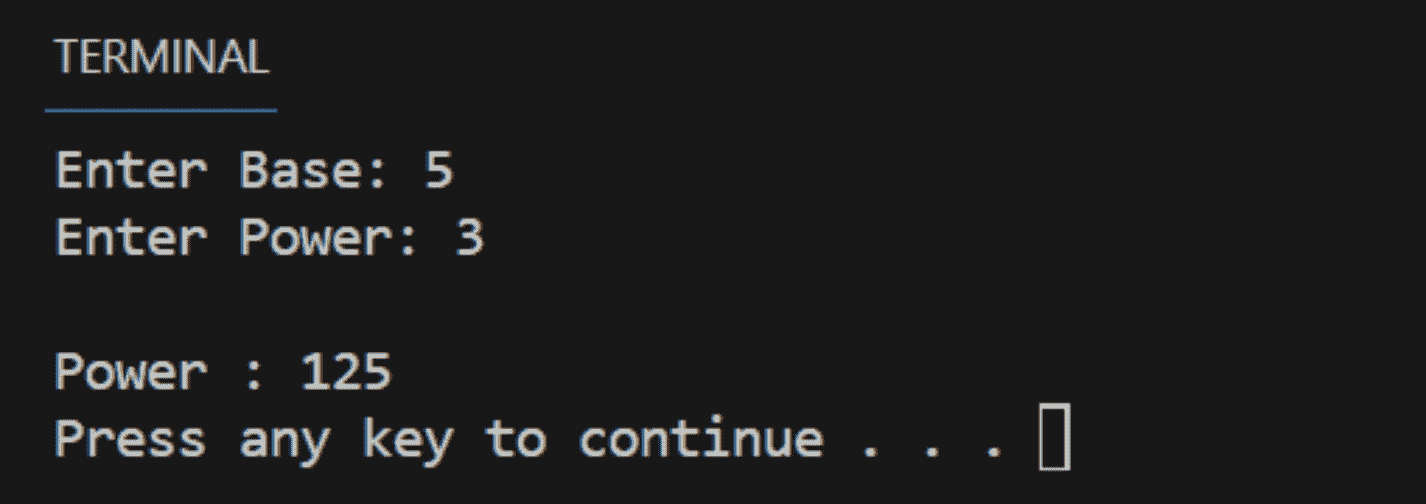 TERMINAL
Enter Base: 5
Enter Power: 3
Power : 125
Press any key to continue . . .